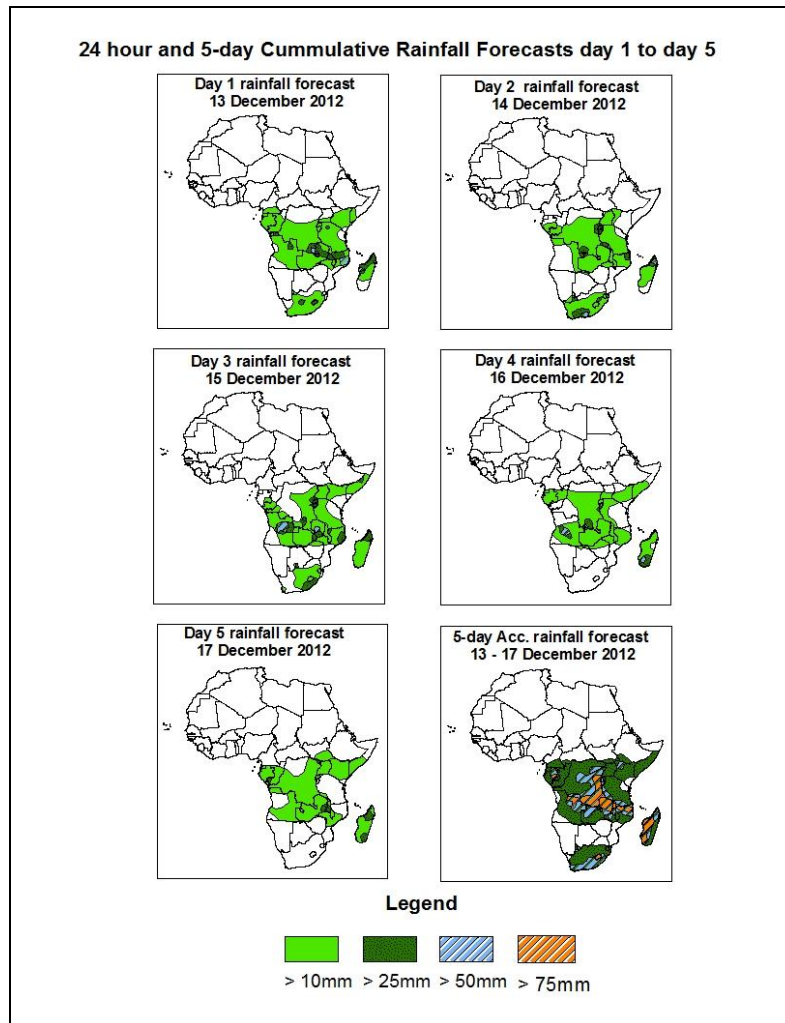 24 hour and 5-day Cummulative Rainfall Forecasts day 1 to day 5
Day 1 rainfall forecast
13 December 2012
Day 2 rainfall forecast
14 December 2012
Day 3 rainfall forecast
15 December 2012
Day 4 rainfall forecast
16 December 2012
Day 5 rainfall forecast
17 December 2012
5-day Acc. rainfall forecast
13 - 17 December 2012
Legend
> 10mm > 25mm > 50mm > 75mm